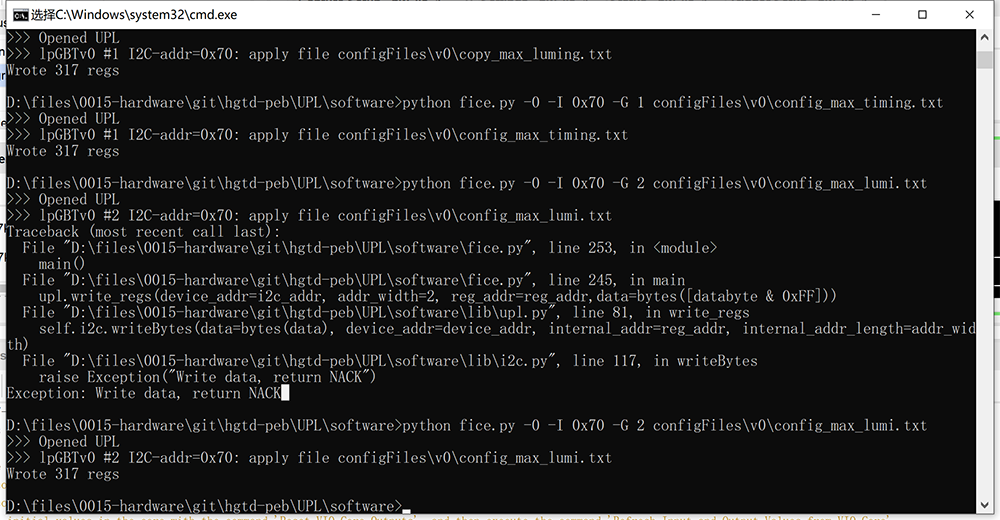 选择C:\Windows\system32\cmd.exe
>>> Opened UPL
>>> lpGBTv0 #1 I2C-addr=0x70: apply file configFiles\v0\copy_max_luming.txt
Wrote 317 regs
D:\files\0015-hardware\git\hgtd-peb\UPL\software>python fice.py -O -I 0x70 -G 1 configFiles\v0\config_max_timing.txt
>>> Opened UPL
>>> lpGBTv0 #1 I2C-addr=0x70: apply file configFiles\v0\config_max_timing.txt
Wrote 317 regs
D:\files\0015-hardware\git\hgtd-peb\UPL\software>python fice.py -O -I 0x70 -G 2 configFiles\v0\config_max_lumi.txt
>>> Opened UPL
>>> lpGBTv0 #2 I2C-addr=0x70: apply file configFiles\v0\config_max_lumi.txt
Traceback (most recent call last):
  File "D:\files\0015-hardware\git\hgtd-peb\UPL\software\fice.py", line 253, in <module>
    main()
  File "D:\files\0015-hardware\git\hgtd-peb\UPL\software\fice.py", line 245, in main
    upl.write_regs(device_addr=i2c_addr, addr_width=2, reg_addr=reg_addr,data=bytes([databyte & 0xFF]))
  File "D:\files\0015-hardware\git\hgtd-peb\UPL\software\lib\upl.py", line 81, in write_regs
    self.i2c.writeBytes(data=bytes(data), device_addr=device_addr, internal_addr=reg_addr, internal_addr_length=addr_wid
th)
  File "D:\files\0015-hardware\git\hgtd-peb\UPL\software\lib\i2c.py", line 117, in writeBytes
    raise Exception("Write data, return NACK")
Exception: Write data, return NACK
D:\files\0015-hardware\git\hgtd-peb\UPL\software>python fice.py -O -I 0x70 -G 2 configFiles\v0\config_max_lumi.txt
>>> Opened UPL
>>> lpGBTv0 #2 I2C-addr=0x70: apply file configFiles\v0\config_max_lumi.txt
Wrote 317 regs
D:\files\0015-hardware\git\hgtd-peb\UPL\software>